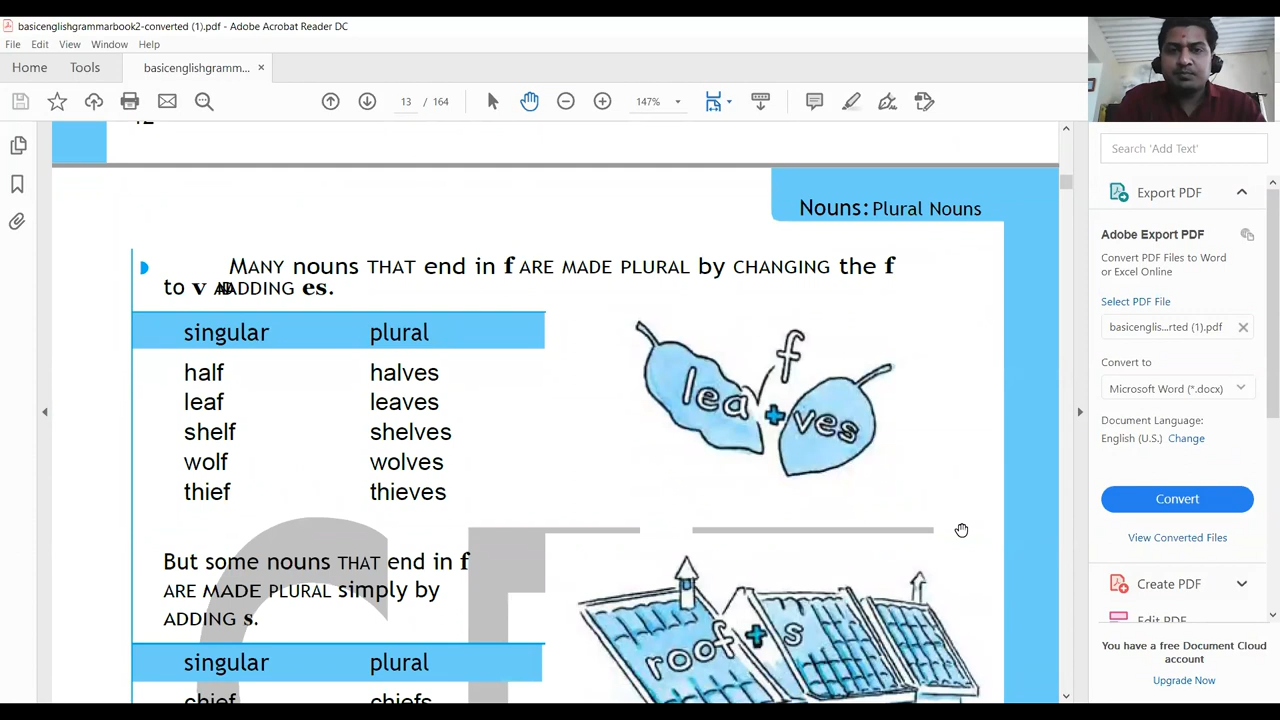 basicenglishgrammarbook2-converted (1).pdf - Adobe Acrobat Reader DC
File Edit View Window Help
Home Tools basicenglishgramm... ×
13 / 164 147%
Search 'Add Text'
Export PDF
Adobe Export PDF
Convert PDF Files to Word
or Excel Online
Select PDF File
basicenglis...rted (1).pdf
Convert to
Microsoft Word (*.docx)
Document Language:
English (U.S.) Change
Convert
View Converted Files
Create PDF
Edit PDF
You have a free Document Cloud
account
Upgrade Now
Nouns: Plural Nouns
MANY nouns THAT end in f ARE MADE PLURAL by CHANGING the f
to v ADDING es.
singular plural
half halves
leaf leaves
shelf shelves
wolf wolves
thief thieves
f
lea v + ves
But some nouns THAT end in f
ARE MADE PLURAL simply by
ADDING s.
roof + s
singular plural
chief chiefs